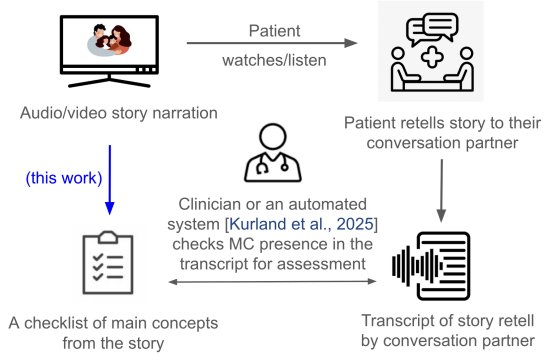 Patient
watches/listen
Audio/video story narration
Patient retells story to their
conversation partner
(this work)
Clinician or an automated
system [Kurland et al., 2025]
checks MC presence in the
transcript for assessment
A checklist of main concepts
from the story
Transcript of story retell
by conversation partner